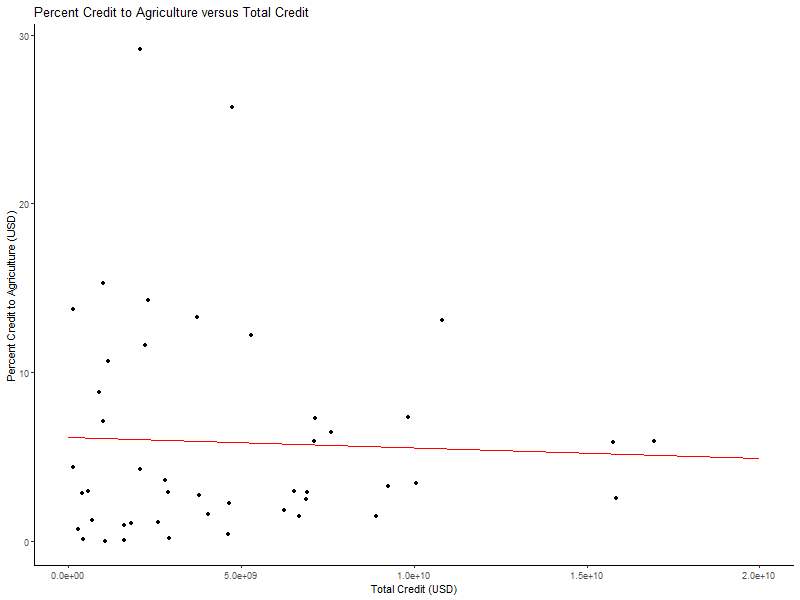 Percent Credit to Agriculture versus Total Credit
30
20
10
0
Percent Credit to Agriculture (USD)
0.0e+00 5.0e+09 1.0e+10 1.5e+10 2.0e+10
Total Credit (USD)